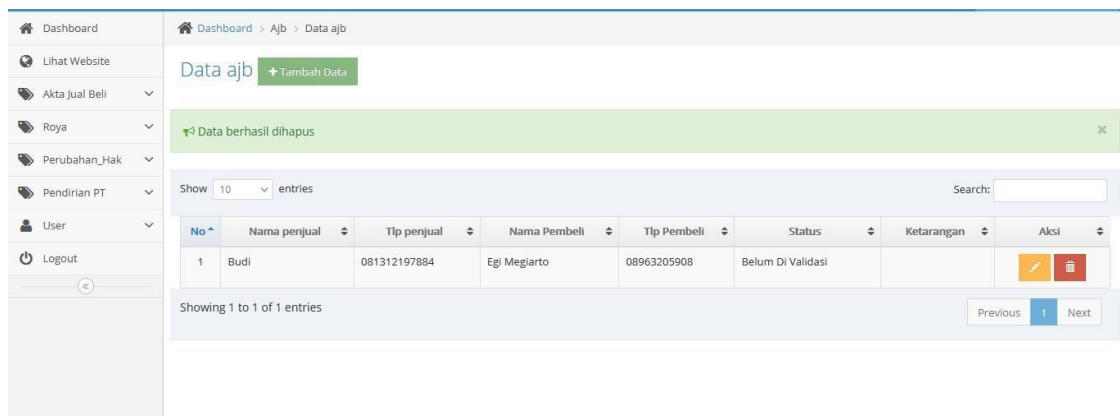 Dashboard
Lihat Website
Akta Jual Beli
Roya
Perubahan_Hak
Pendirian PT
User
Logout
Dashboard > Ajb > Data ajb
Data ajb + Tambah Data
Data berhasil dihapus ×
Show 10 entries Search:
No Nama penjual Tlp penjual Nama Pembeli Tlp Pembeli Status Ketarangan Aksi
1 Budi 081312197884 Egi Megiarto 08963205908 Belum Di Validasi
Showing 1 to 1 of 1 entries Previous 1 Next